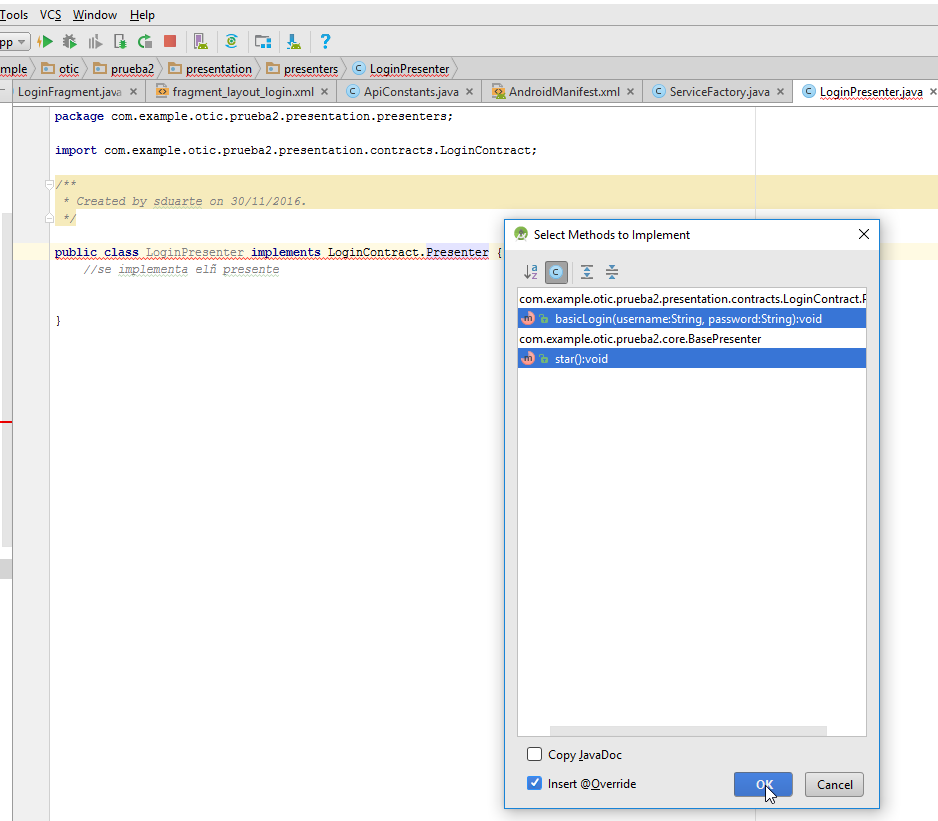 Tools VCS Window Help
pp
mple otic prueba2 presentation presenters LoginPresenter
LoginFragment.java fragment_layout_login.xml ApiConstants.java AndroidManifest.xml ServiceFactory.java LoginPresenter.java
package com.example.otic.prueba2.presentation.presenters;
import com.example.otic.prueba2.presentation.contracts.LoginContract;
/**
* Created by sduarte on 30/11/2016.
*/
public class LoginPresenter implements LoginContract.Presenter {
//se implementa elñ presente
}
Select Methods to Implement
com.example.otic.prueba2.presentation.contracts.LoginContract.P
basicLogin(username:String, password:String):void
com.example.otic.prueba2.core.BasePresenter
star():void
Copy JavaDoc
Insert @Override
OK Cancel